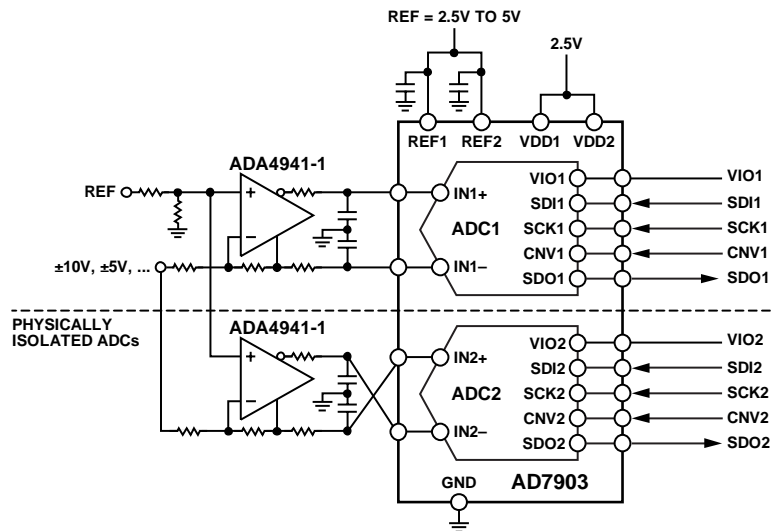 REF = 2.5V TO 5V
2.5V
REF1 REF2 VDD1 VDD2
ADA4941-1
REF
+
−
±10V, ±5V, ...
IN1+
ADC1
IN1−
VIO1 VIO1
SDI1 SDI1
SCK1 SCK1
CNV1 CNV1
SDO1 SDO1
PHYSICALLY
ISOLATED ADCs
ADA4941-1
+
−
IN2+
ADC2
IN2−
VIO2 VIO2
SDI2 SDI2
SCK2 SCK2
CNV2 CNV2
SDO2 SDO2
GND
AD7903